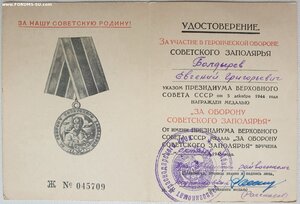 www.FORUMS-SU.com
ЗА НАШУ СОВЕТСКУЮ РОДИНУ!
Ж № 045709
УДОСТОВЕРЕНИЕ
ЗА УЧАСТИЕ В ГЕРОИЧЕСКОЙ ОБОРОНЕ
СОВЕТСКОГО ЗАПОЛЯРЬЯ
Болдырев
Евгений Григорьевич
УКАЗОМ ПРЕЗИДИУМА ВЕРХОВНОГО
СОВЕТА СССР от 5 декабря 1944 года
НАГРАЖДЕН МЕДАЛЬЮ
„ЗА ОБОРОНУ
СОВЕТСКОГО ЗАПОЛЯРЬЯ“
От имени ПРЕЗИДИУМА ВЕРХОВНОГО
СОВЕТА СССР МЕДАЛЬ „ЗА ОБОРОНУ
СОВЕТСКОГО ЗАПОЛЯРЬЯ“ ВРУЧЕНА